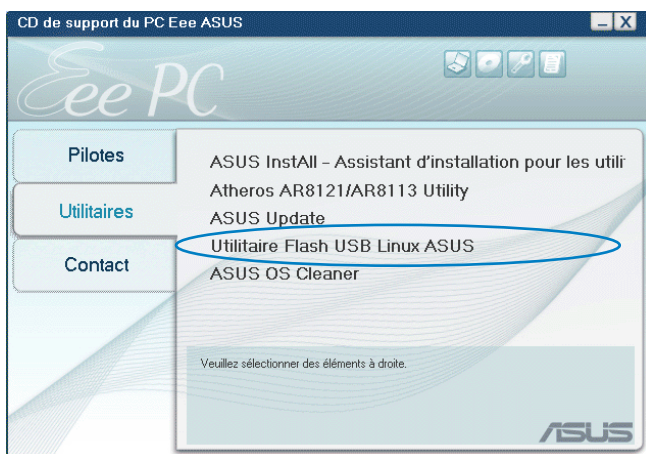 CD de support du PC Eee ASUS
Eee PC
Pilotes
Utilitaires
Contact
ASUS InstAll - Assistant d'installation pour les utili
Atheros AR8121/AR8113 Utility
ASUS Update
Utilitaire Flash USB Linux ASUS
ASUS OS Cleaner
Veuillez sélectionner des éléments à droite.
ASUS